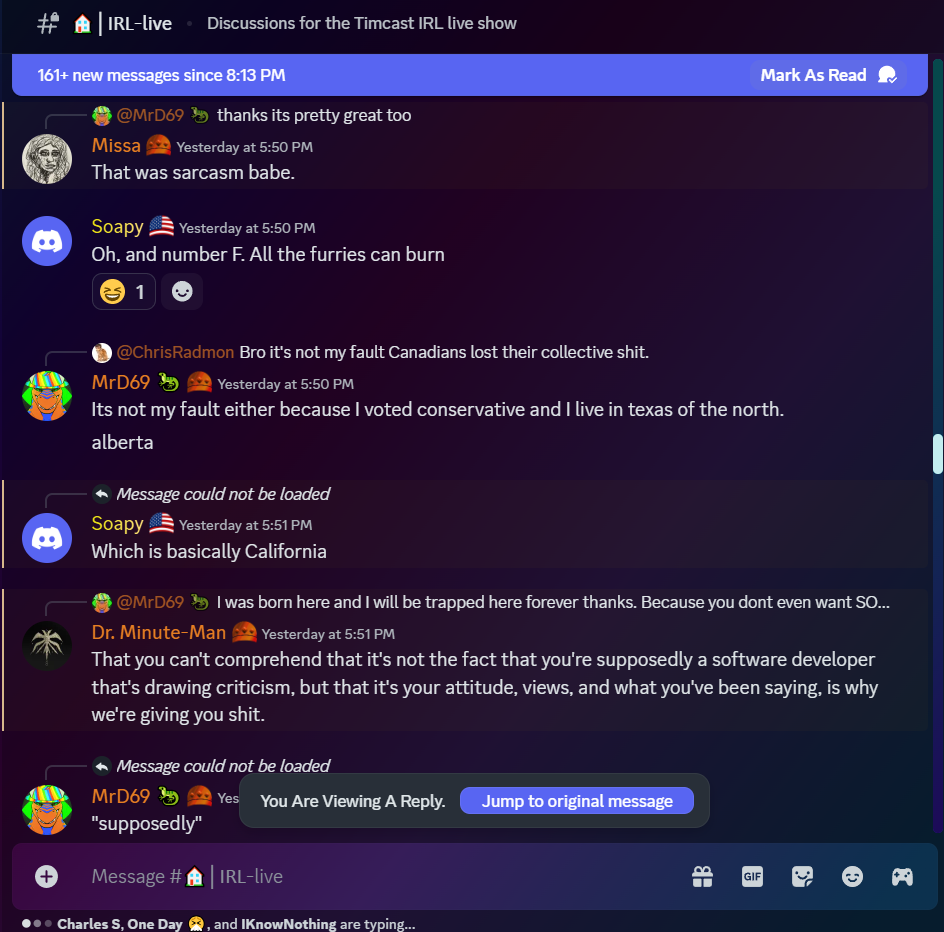 IRL-live Discussions for the Timcast IRL live show
161+ new messages since 8:13 PM Mark As Read
@MrD69 thanks its pretty great too
Missa Yesterday at 5:50 PM
That was sarcasm babe.
Soapy Yesterday at 5:50 PM
Oh, and number F. All the furries can burn
1
@ChrisRadmon Bro it's not my fault Canadians lost their collective shit.
MrD69 Yesterday at 5:50 PM
Its not my fault either because I voted conservative and I live in texas of the north.
alberta
Message could not be loaded
Soapy Yesterday at 5:51 PM
Which is basically California
@MrD69 I was born here and I will be trapped here forever thanks. Because you dont even want SO...
Dr. Minute-Man Yesterday at 5:51 PM
That you can't comprehend that it's not the fact that you're supposedly a software developer
that's drawing criticism, but that it's your attitude, views, and what you've been saying, is why
we're giving you shit.
Message could not be loaded
MrD69 Yes
You Are Viewing A Reply. Jump to original message
"supposedly"
Message # | IRL-live GIF
Charles S, One Day , and IKnowNothing are typing...